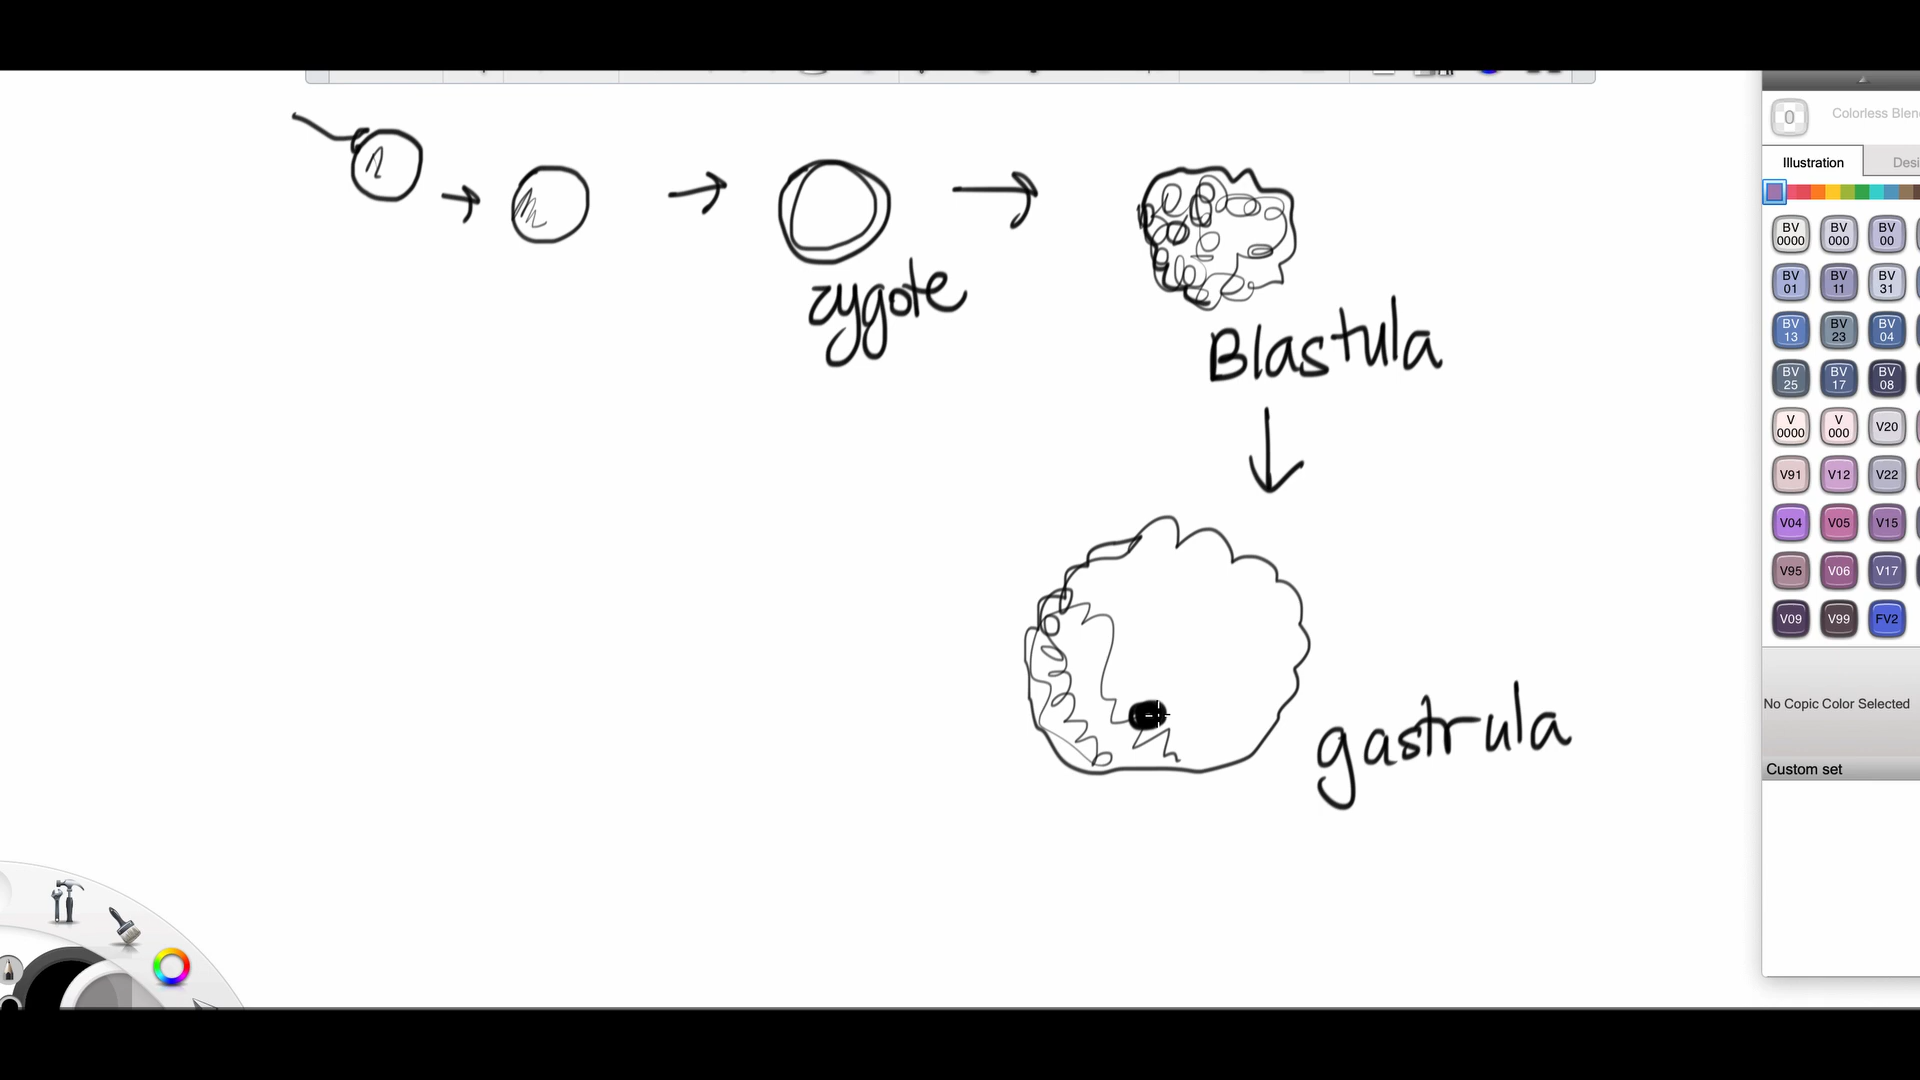 n
zygote
Blastula
gastrula
0
Colorless Blen
Illustration
Desi
BV 0000
BV 000
BV 00
BV 01
BV 11
BV 31
BV 13
BV 23
BV 04
BV 25
BV 17
BV 08
V 0000
V 000
V20
V91
V12
V22
V04
V05
V15
V95
V06
V17
V09
V99
FV2
No Copic Color Selected
Custom set